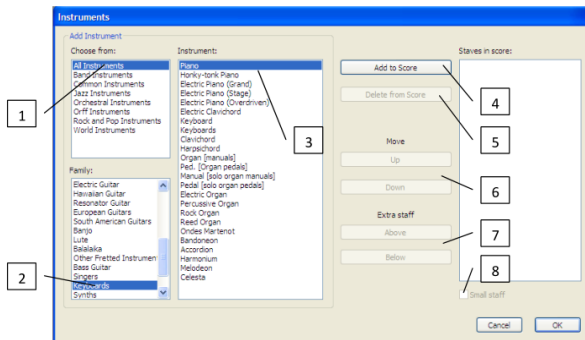 Instruments
Add Instrument
Choose from:
All Instruments
Band Instruments
Common Instruments
Jazz Instruments
Orchestral Instruments
Orff Instruments
Rock and Pop Instruments
World Instruments
Family:
Electric Guitar
Hawaiian Guitar
Resonator Guitar
European Guitars
South American Guitars
Banjo
Lute
Balalaika
Other Fretted Instrumen
Bass Guitar
Singers
Keyboards
Synths
Instrument:
Piano
Honky-tonk Piano
Electric Piano (Grand)
Electric Piano (Stage)
Electric Piano (Overdriven)
Electric Clavichord
Keyboard
Keyboards
Clavichord
Harpsichord
Organ [manuals]
Ped. [Organ pedals]
Manual [solo organ manuals]
Pedal [solo organ pedals]
Electric Organ
Percussive Organ
Rock Organ
Reed Organ
Ondes Martenot
Bandoneon
Accordion
Harmonium
Melodeon
Celesta
Add to Score
Delete from Score
Move
Up
Down
Extra staff
Above
Below
Staves in score:
Small staff
Cancel
OK
1
2
3
4
5
6
7
8